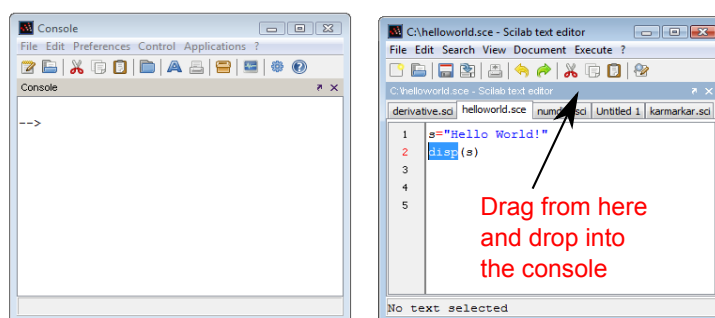 Console
File Edit Preferences Control Applications ?
Console
-->
C:\helloworld.sce - Scilab text editor
File Edit Search View Document Execute ?
C:\helloworld.sce - Scilab text editor
derivative.sci helloworld.sce Untitled 1 karmarkar.sci
1 s="Hello World!"
2 disp(s)
3
4
5
Drag from here
and drop into
the console
No text selected